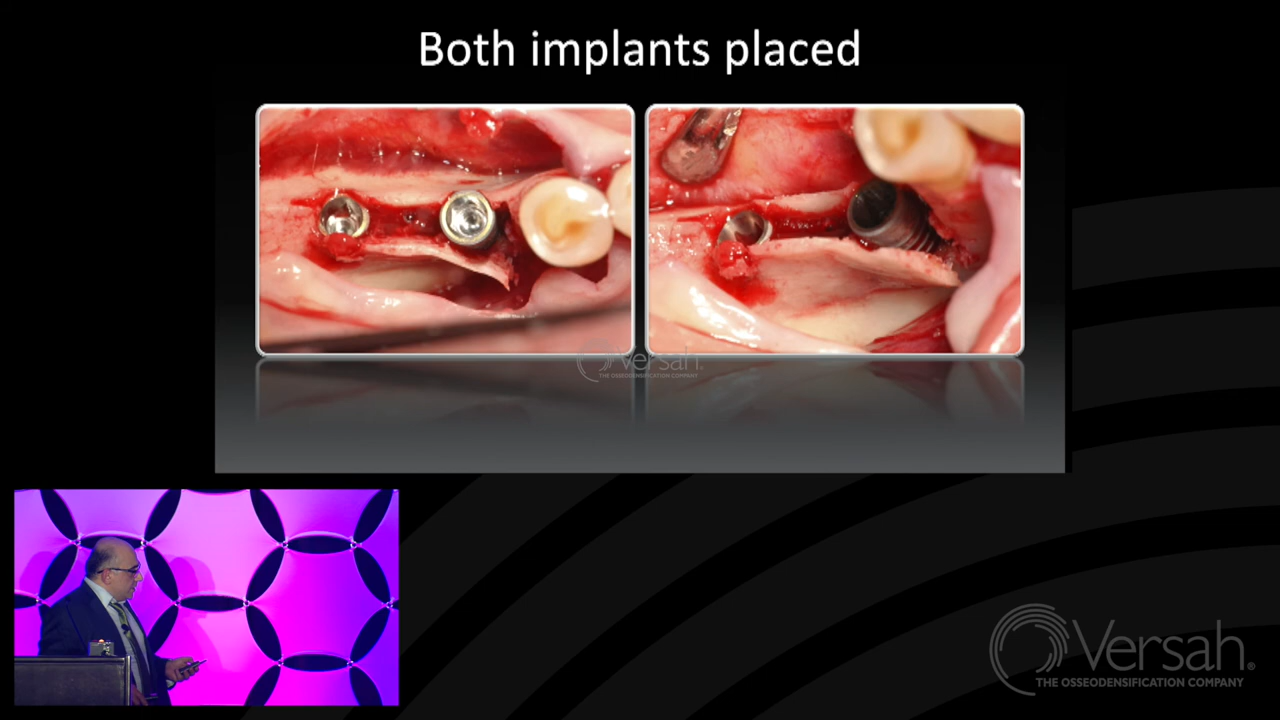 Both implants placed
Versah.
THE OSSEODENSIFICATION COMPANY
Versah®
THE OSSEODENSIFICATION COMPANY